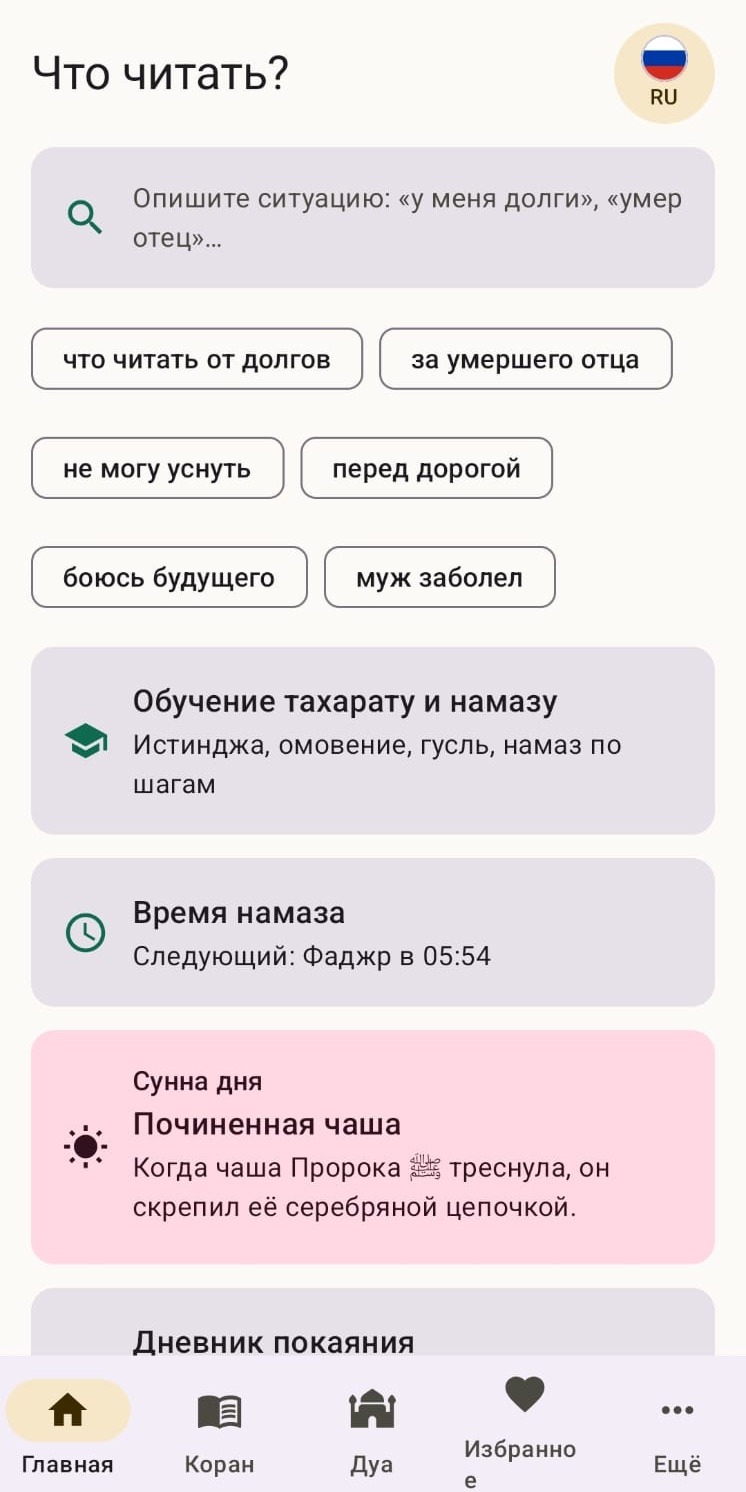 Что читать?
RU
Опишите ситуацию: «у меня долги», «умер
отец»...
что читать от долгов
за умершего отца
не могу уснуть
перед дорогой
боюсь будущего
муж заболел
Обучение тахарату и намазу
Истинджа, омовение, гусль, намаз по
шагам
Время намаза
Следующий: Фаджр в 05:54
Сунна дня
Починенная чаша
Когда чаша Пророка ﷺ треснула, он
скрепил её серебряной цепочкой.
Дневник покаяния
Главная
Коран
Дуа
Избранно
е
Ещё